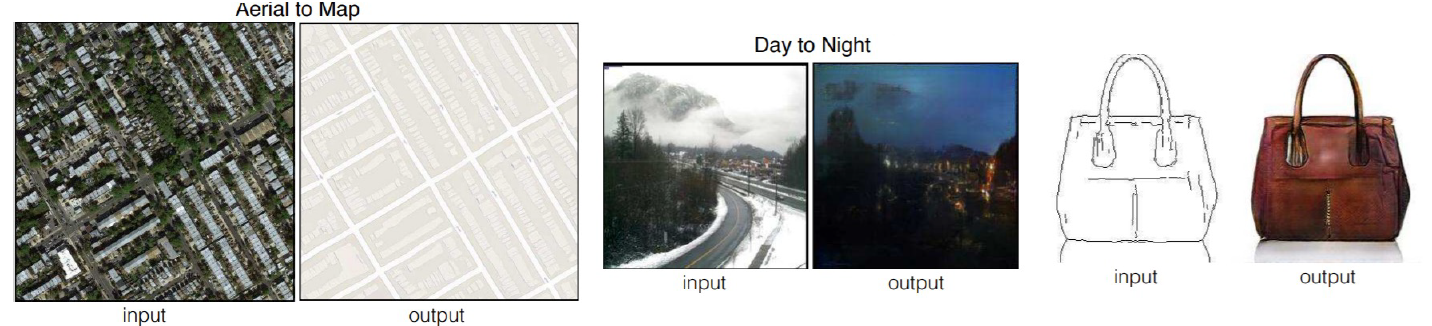 Aerial to Map
input
output
Day to Night
input
output
input
output